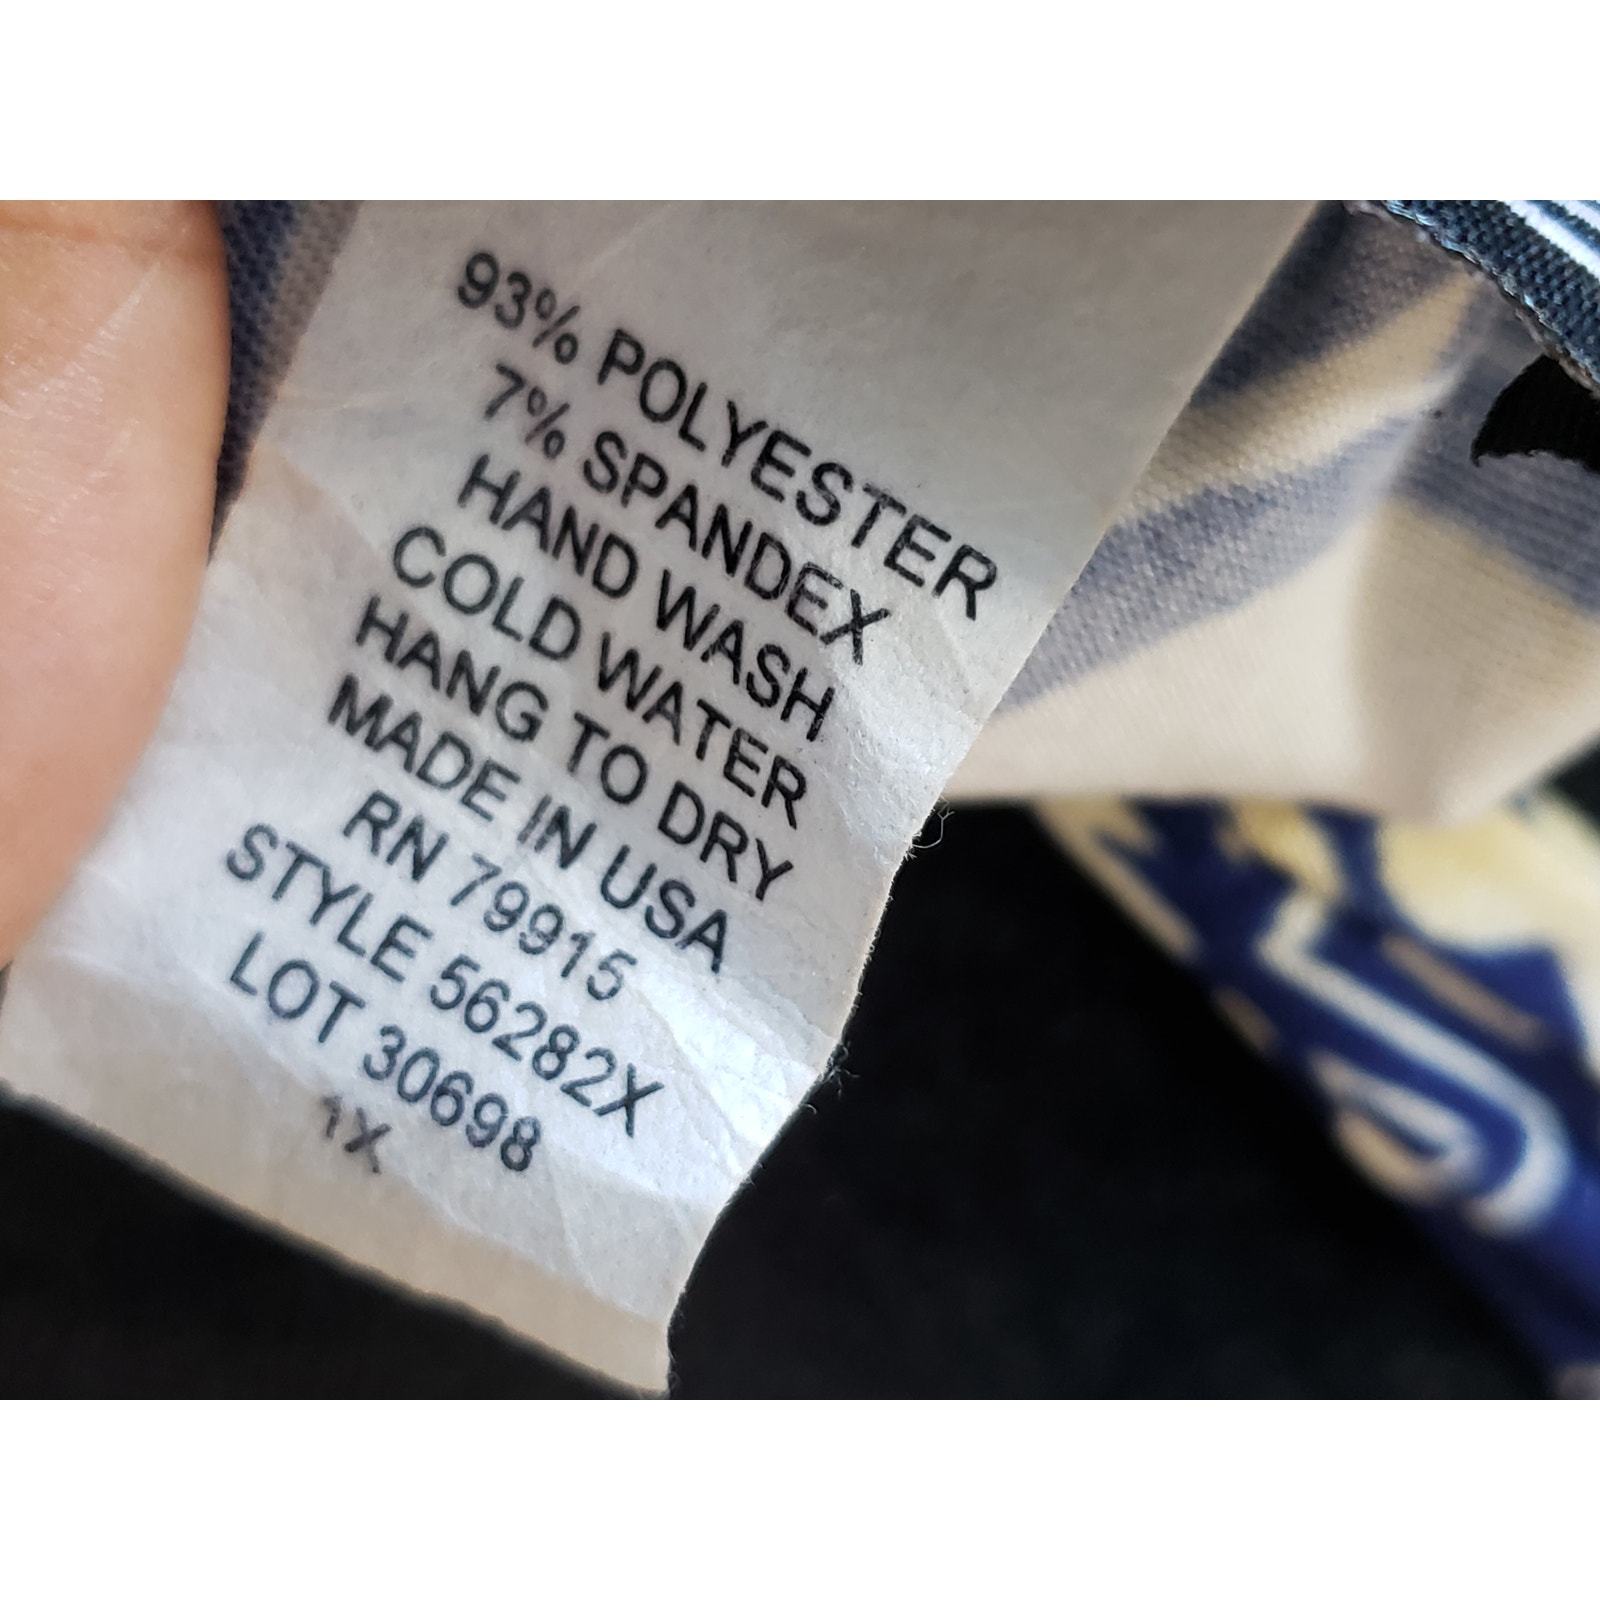 93% POLYESTER
7% SPANDEX
HAND WASH
COLD WATER
HANG TO DRY
MADE IN USA
RN 79915
STYLE 56282X
LOT 30698
1X